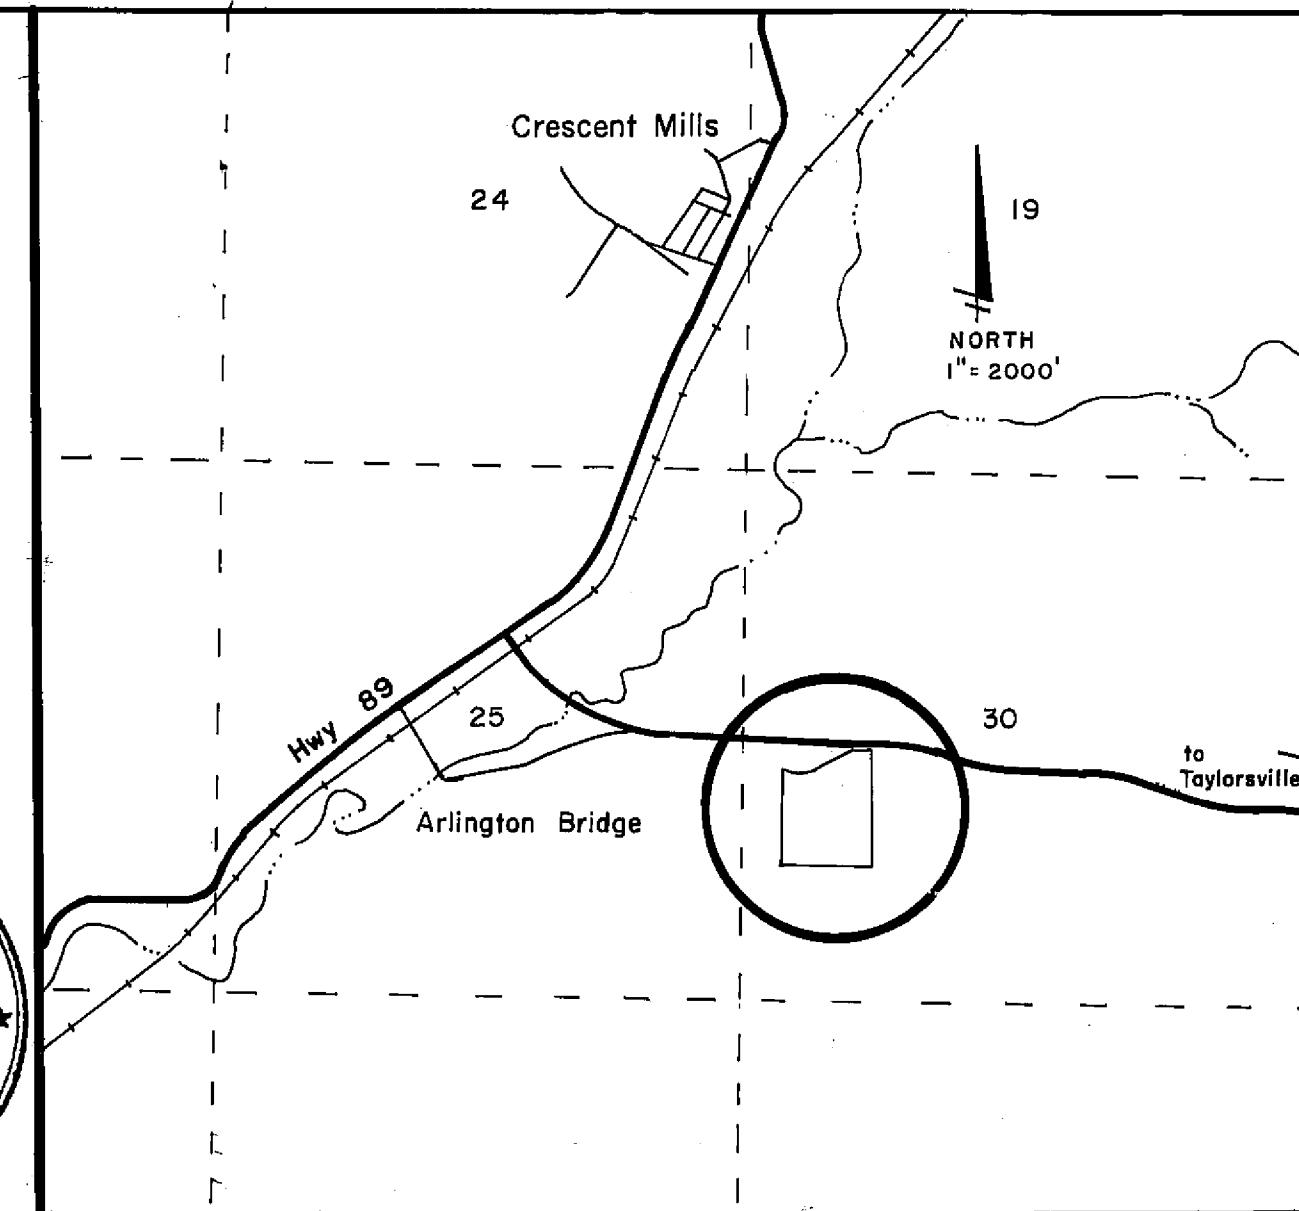 Crescent Mills
24
19
NORTH
1"= 2000'
Hwy 89
25
30
to
Taylorsville
Arlington Bridge